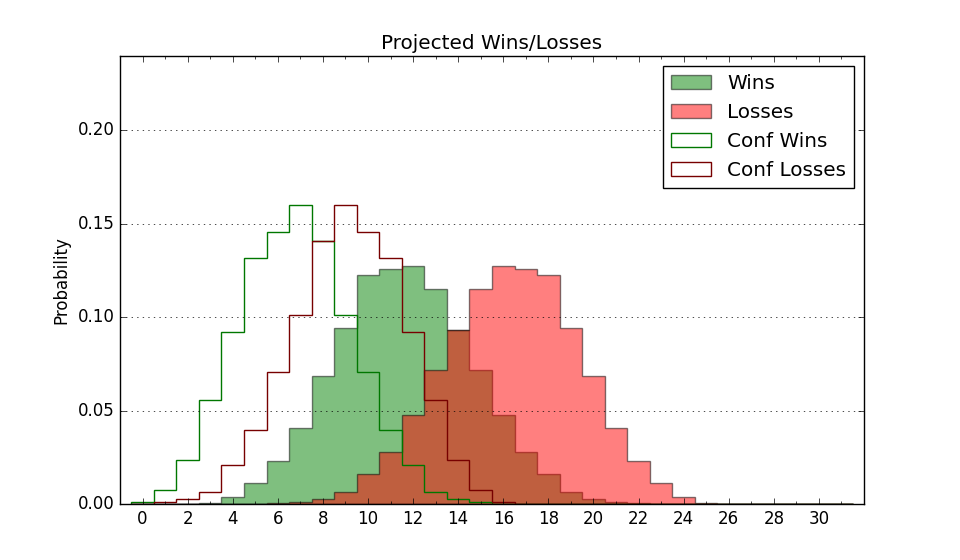 Projected Wins/Losses
Wins
Losses
Conf Wins
Conf Losses
Probability
0.20
0.15
0.10
0.05
0.00
0 2 4 6 8 10 12 14 16 18 20 22 24 26 28 30